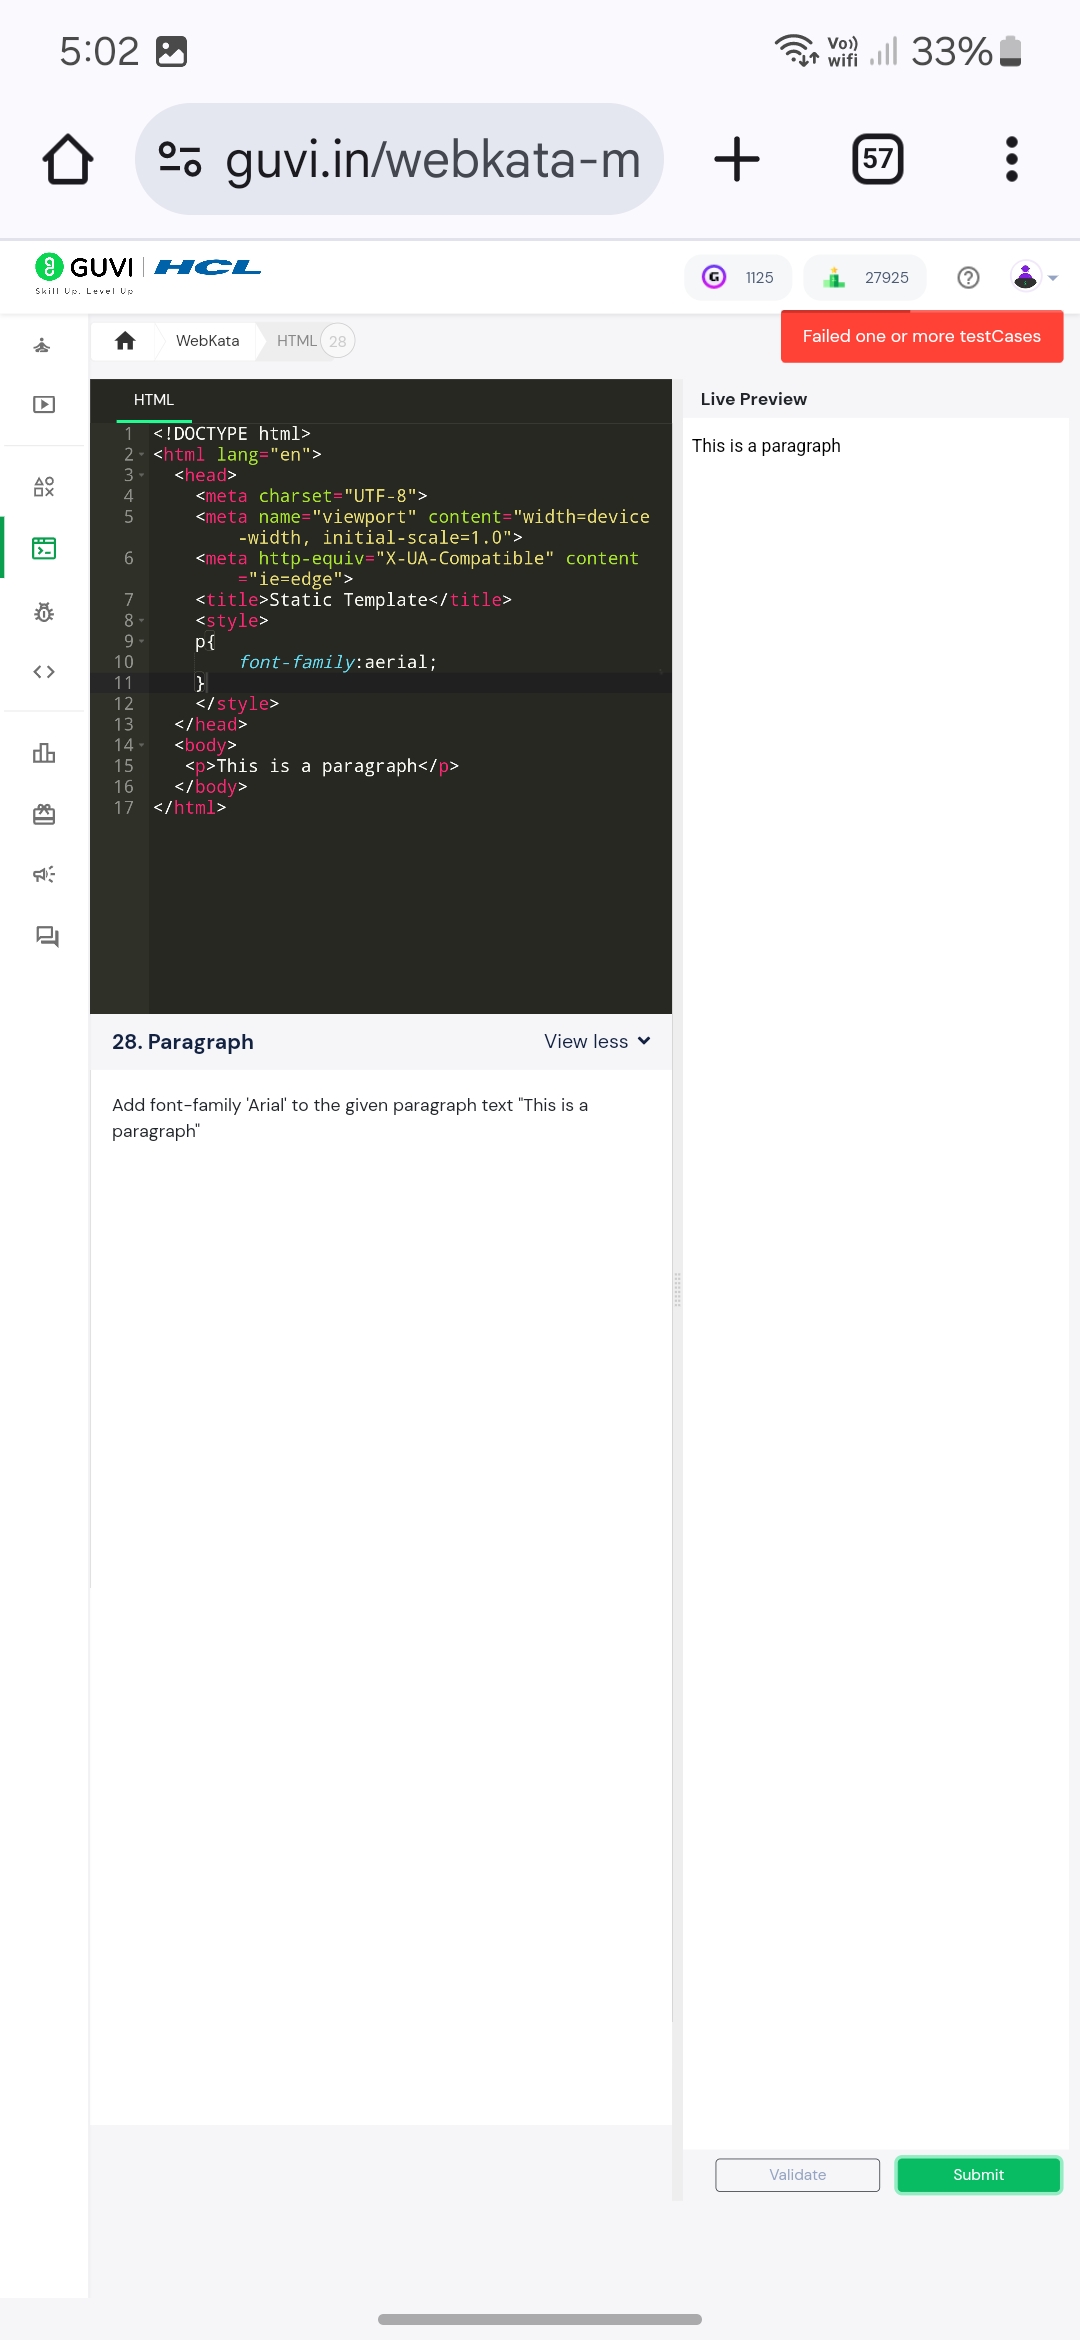 5:02
Vo))
wifi
33%
guvi.in/webkata-m
57
GUVI
HCL
Skill Up. Level Up
G
1125
27925
WebKata
HTML
28
Failed one or more testCases
HTML
Live Preview
This is a paragraph
1 <!DOCTYPE html>
2 <html lang="en">
3 <head>
4 <meta charset="UTF-8">
5 <meta name="viewport" content="width=device
-width, initial-scale=1.0">
6 <meta http-equiv="X-UA-Compatible" content
="ie=edge">
7 <title>Static Template</title>
8 <style>
9 p{
10 font-family:aerial;
11 }
12 </style>
13 </head>
14 <body>
15 <p>This is a paragraph</p>
16 </body>
17 </html>
28. Paragraph
View less
Add font-family 'Arial' to the given paragraph text "This is a
paragraph"
Validate
Submit